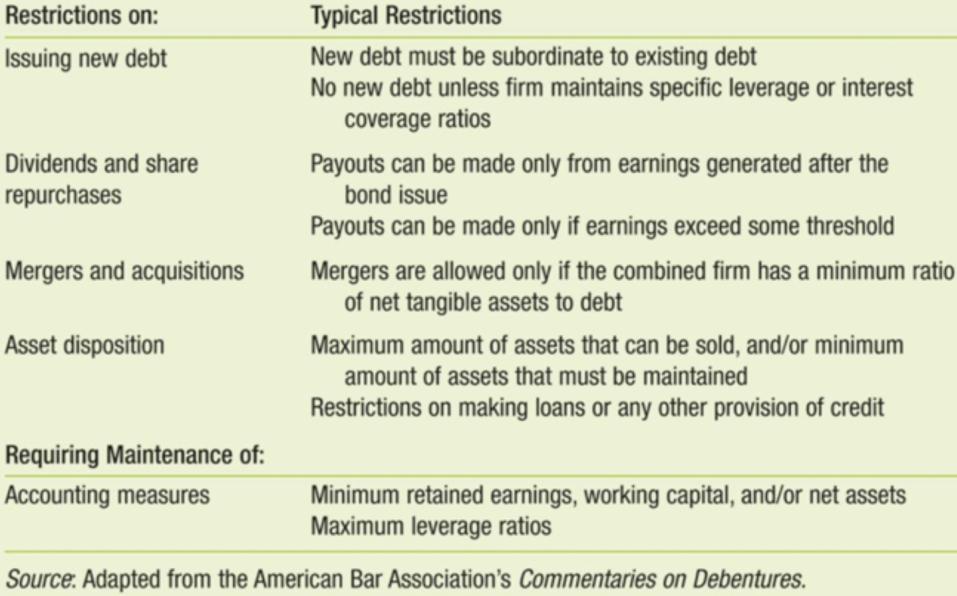 Restrictions on: Typical Restrictions
Issuing new debt New debt must be subordinate to existing debt
No new debt unless firm maintains specific leverage or interest
coverage ratios
Dividends and share Payouts can be made only from earnings generated after the
repurchases bond issue
Payouts can be made only if earnings exceed some threshold
Mergers and acquisitions Mergers are allowed only if the combined firm has a minimum ratio
of net tangible assets to debt
Asset disposition Maximum amount of assets that can be sold, and/or minimum
amount of assets that must be maintained
Restrictions on making loans or any other provision of credit
Requiring Maintenance of:
Accounting measures Minimum retained earnings, working capital, and/or net assets
Maximum leverage ratios
Source: Adapted from the American Bar Association's Commentaries on Debentures.